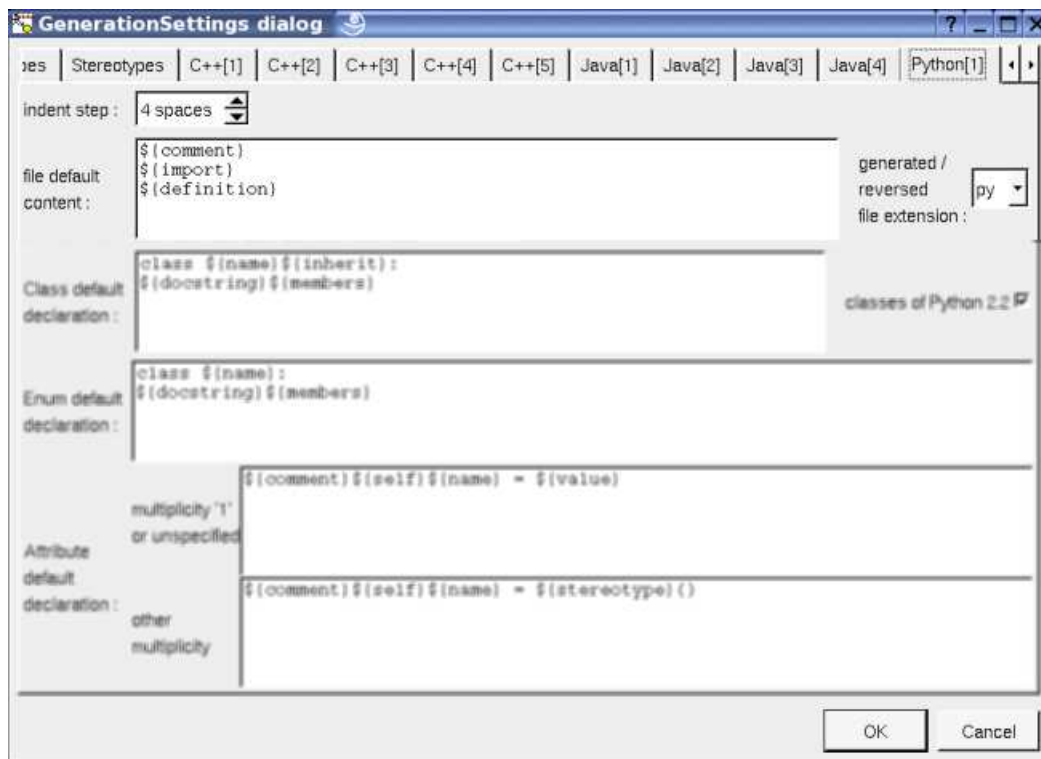 GenerationSettings dialog
pes Stereotypes C++[1] C++[2] C++[3] C++[4] C++[5] Java[1] Java[2] Java[3] Java[4] Python[1]
indent step : 4 spaces
file default
content :
${comment}
${import}
${definition}
generated /
reversed
file extension :
py
Class default
declaration :
class ${name}${inherit}:
${docstring}${members}
classes of Python 2.2
Enum default
declaration :
class ${name}:
${docstring}${members}
Attribute
default
declaration :
multiplicity '1'
or unspecified
${comment}${self}${name} = ${value}
other
multiplicity
${comment}${self}${name} = ${stereotype}()
OK Cancel